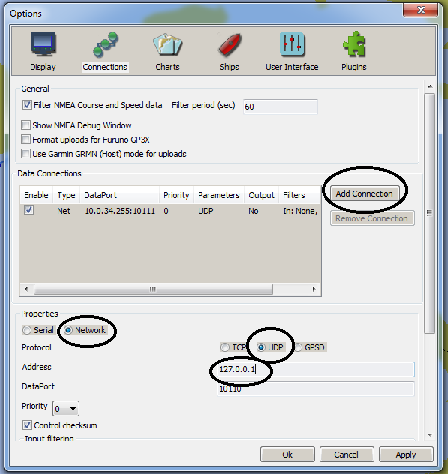 Options
Display Connections Charts Ships User Interface Plugins
General
Filter NMEA Course and Speed data Filter period (sec) 60
Show NMEA Debug Window
Format uploads for Furuno GP3X
Use Garmin GRMN (Host) mode for uploads
Data Connections
Enable Type DataPort Priority Parameters Output Filters
Net 10.0.34.255:10111 0 UDP No In: None,
Add Connection
Remove Connection
Properties
Serial Network
Protocol TCP UDP GPSD
Address 127.0.0.1
DataPort 10110
Priority 0
Control checksum
Input filtering
Ok Cancel Apply